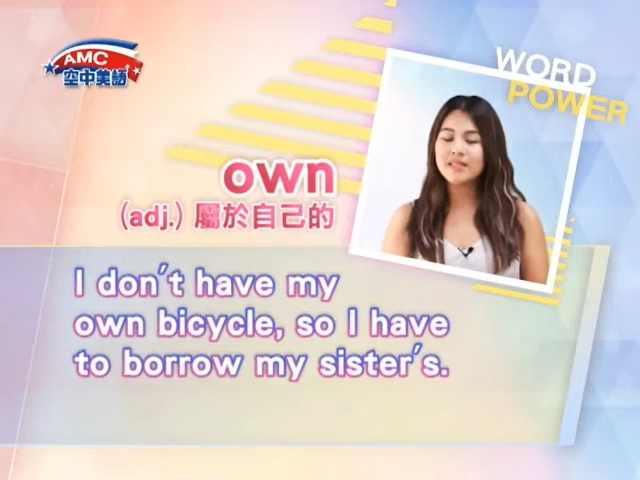 AMC
空中美語
WORD
POWER
own
(adj.) 屬於自己的
I don't have my
own bicycle, so I have
to borrow my sister's.